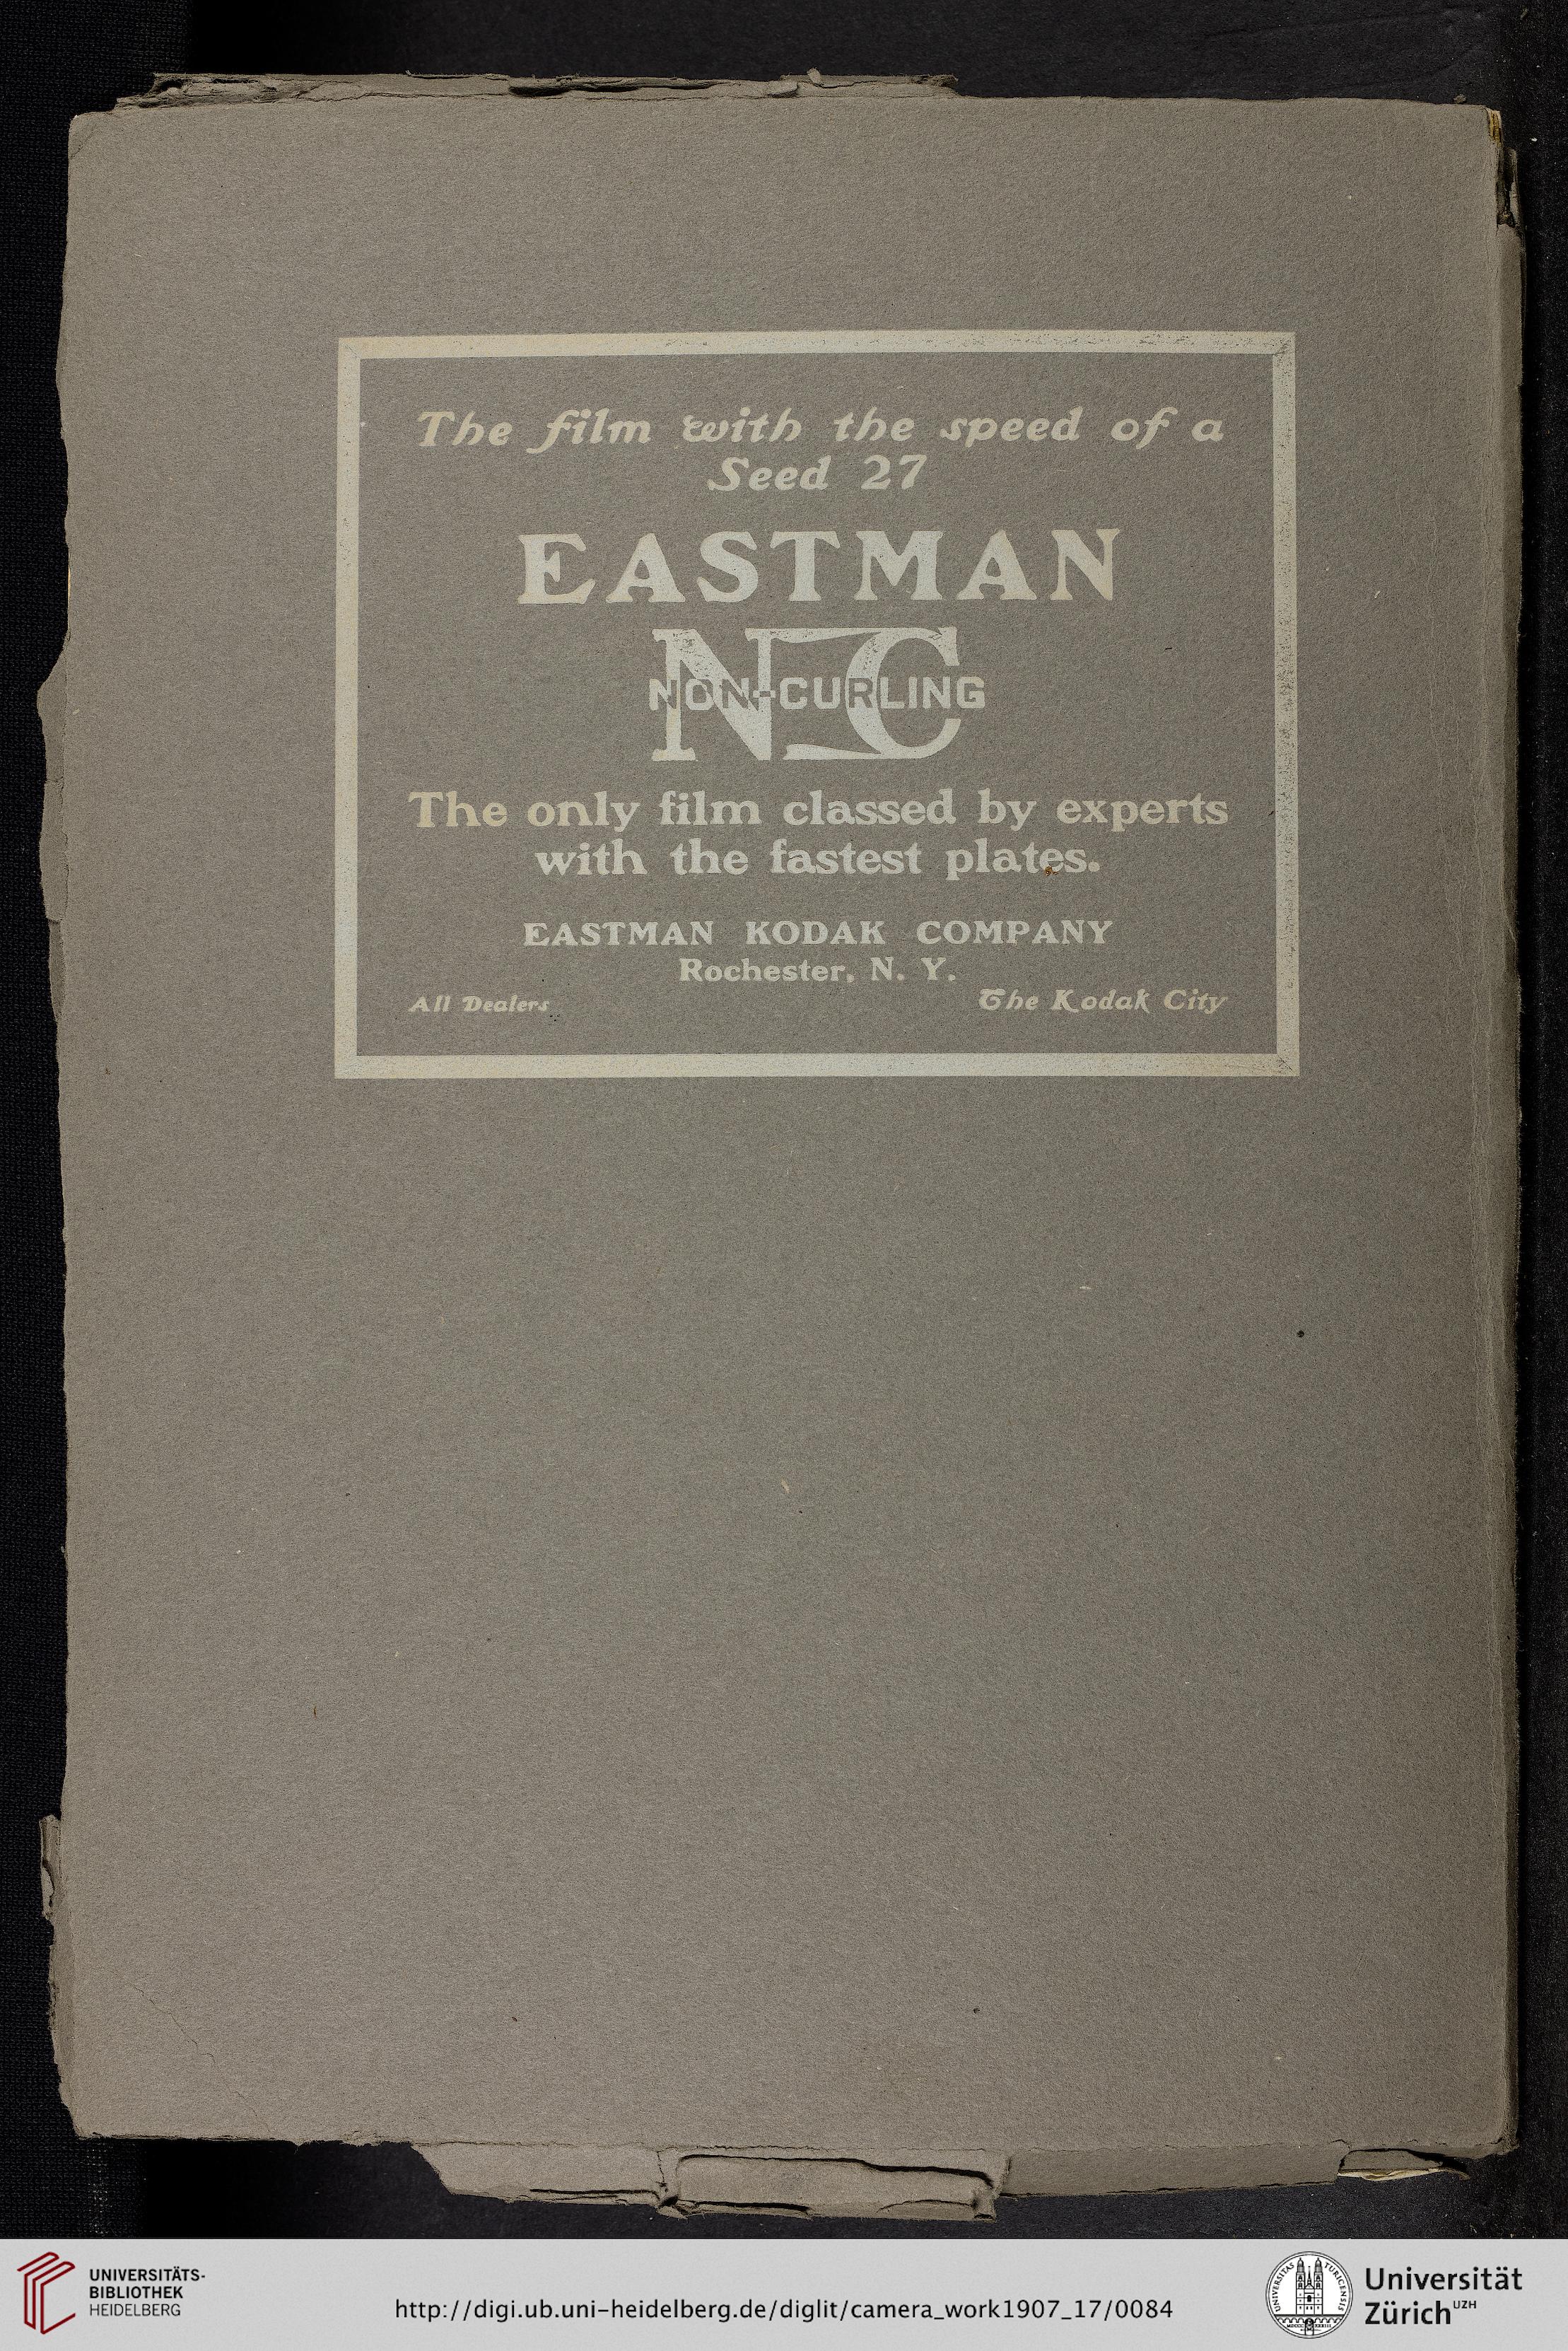 The film with the speed of a
Seed 27
EASTMAN
NC
NON-CURLING
The only film classed by experts
with the fastest plates.
EASTMAN KODAK COMPANY
Rochester, N. Y.
All Dealers
The Kodak City
UNIVERSITÄTS-
BIBLIOTHEK
HEIDELBERG
http://digi.ub.uni-heidelberg.de/diglit/camera_work1907_17/0084
Universität
Zürich UZH